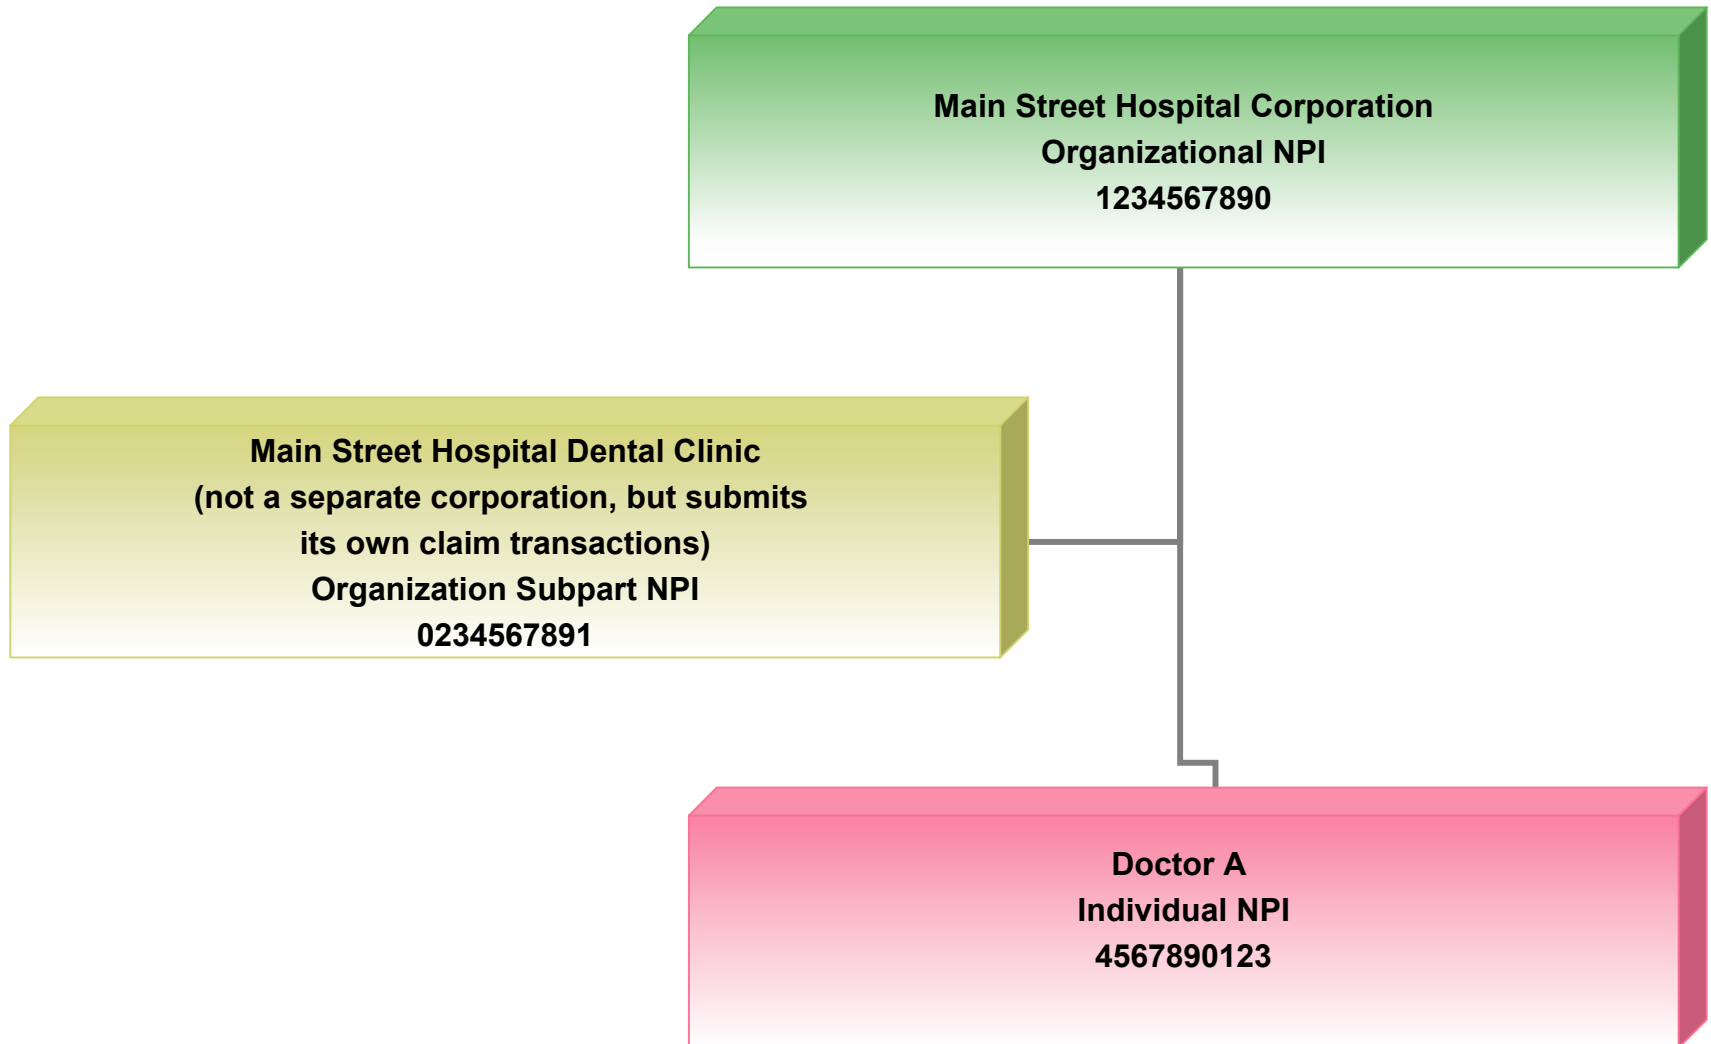 Main Street Hospital Corporation
Organizational NPI
1234567890
Main Street Hospital Dental Clinic
(not a separate corporation, but submits
its own claim transactions)
Organization Subpart NPI
0234567891
Doctor A
Individual NPI
4567890123